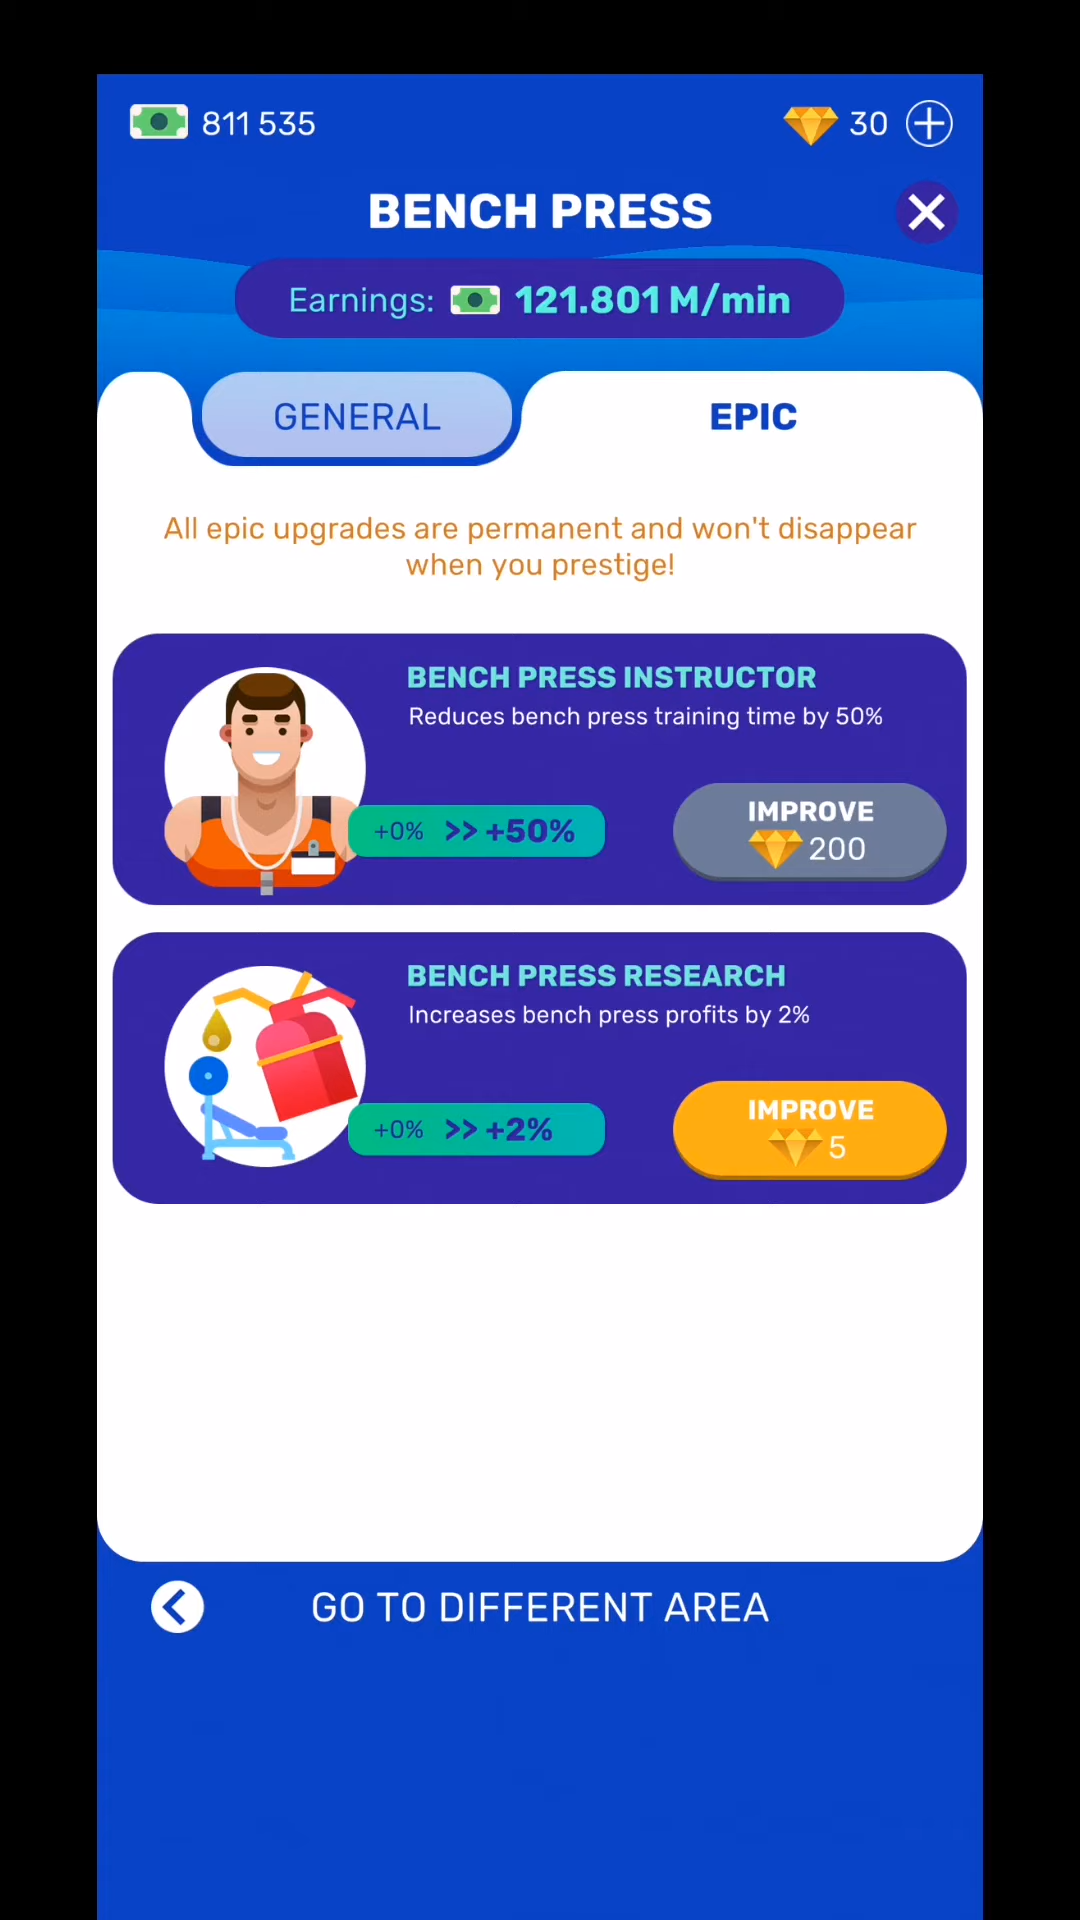 811 535
30
BENCH PRESS
Earnings: 121.801 M/min
GENERAL
EPIC
All epic upgrades are permanent and won't disappear
when you prestige!
BENCH PRESS INSTRUCTOR
Reduces bench press training time by 50%
+0% >> +50%
IMPROVE
200
BENCH PRESS RESEARCH
Increases bench press profits by 2%
+0% >> +2%
IMPROVE
5
GO TO DIFFERENT AREA